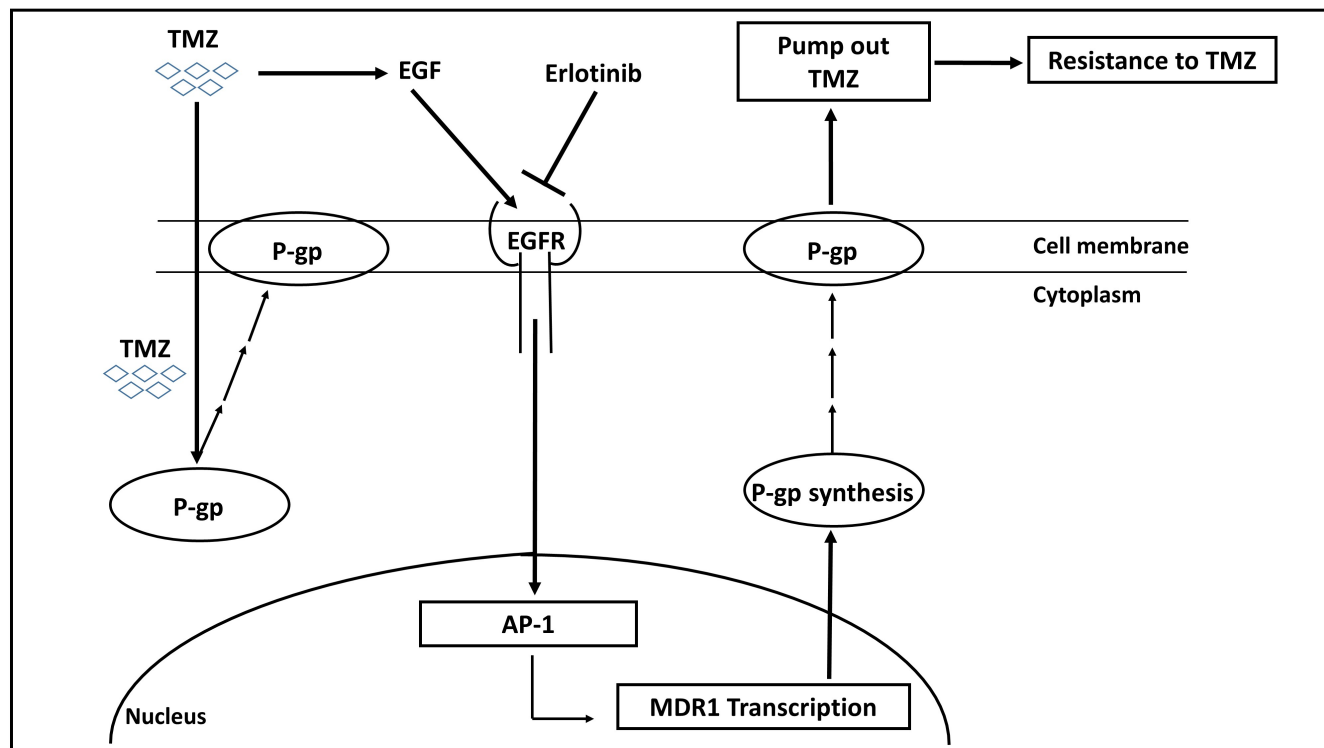 TMZ
EGF
Erlotinib
Pump out
TMZ
Resistance to TMZ
P-gp
EGFR
P-gp
Cell membrane
Cytoplasm
TMZ
P-gp
P-gp synthesis
AP-1
MDR1 Transcription
Nucleus